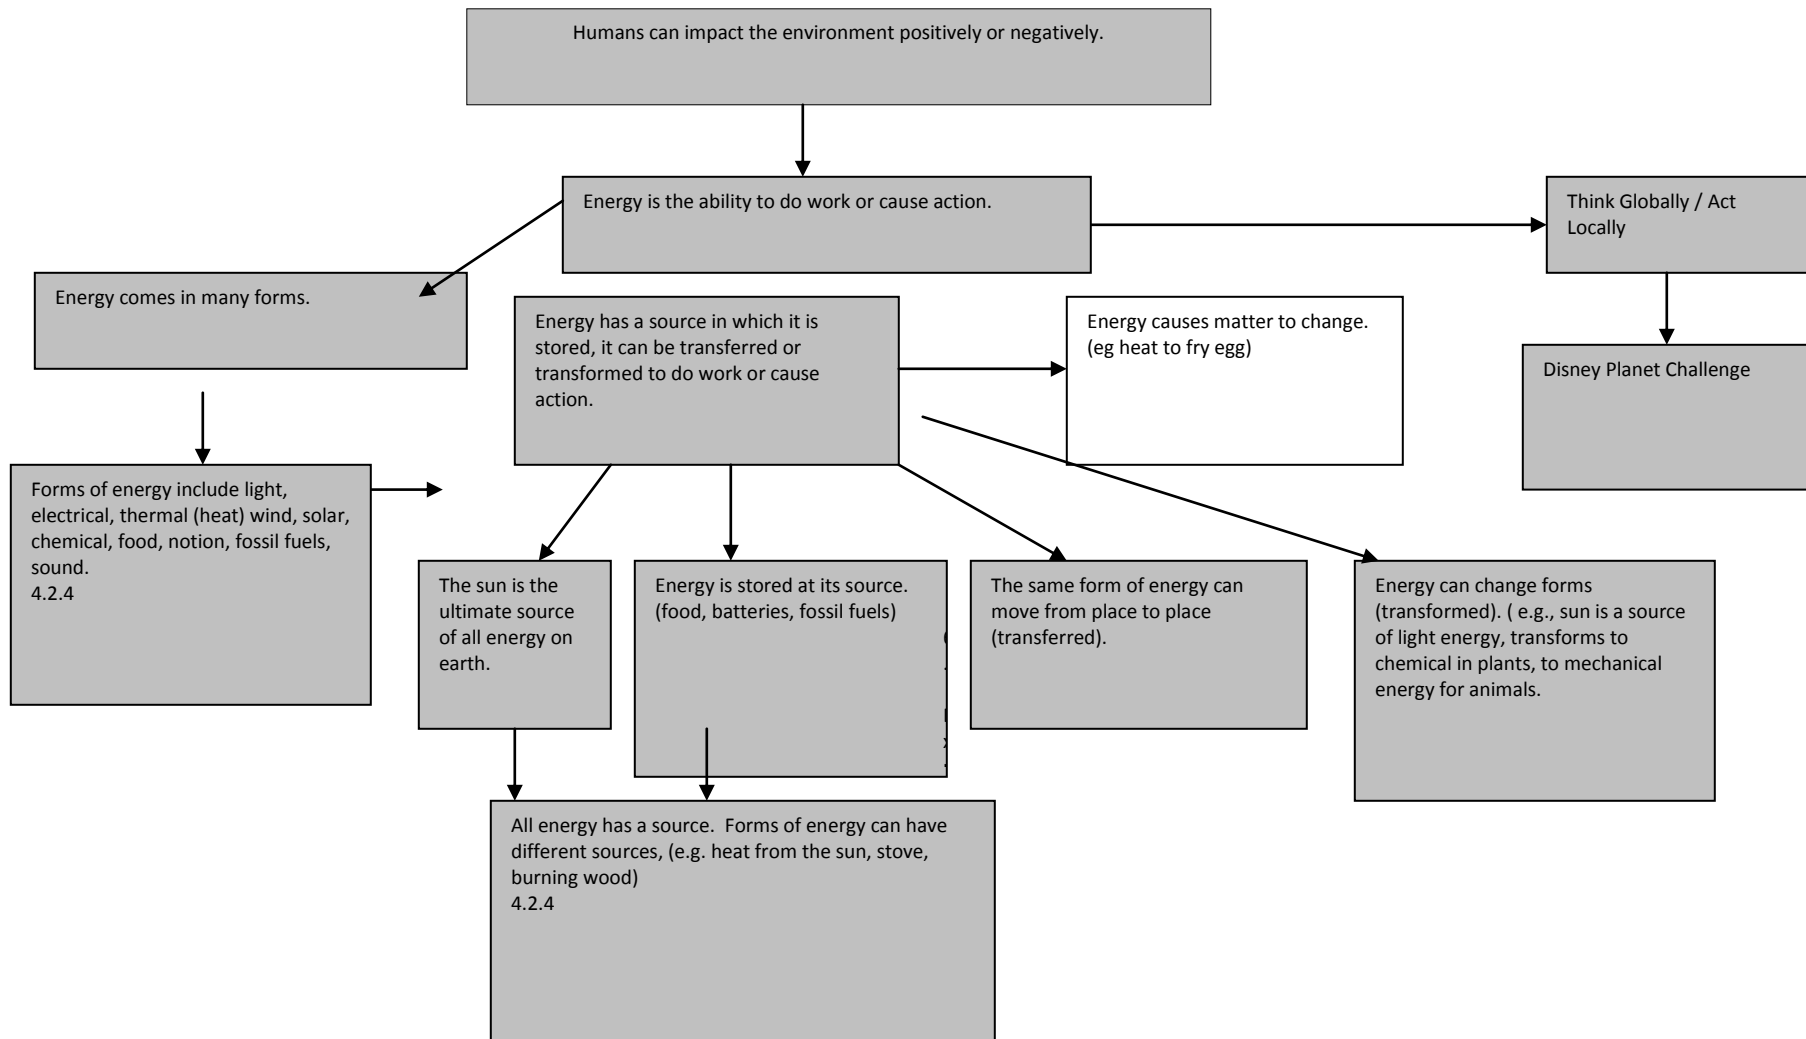 Humans can impact the environment positively or negatively.
Energy is the ability to do work or cause action.
Think Globally / Act
Locally
Energy comes in many forms.
Energy has a source in which it is
stored, it can be transferred or
transformed to do work or cause
action.
Energy causes matter to change.
(eg heat to fry egg)
Disney Planet Challenge
Forms of energy include light,
electrical, thermal (heat) wind, solar,
chemical, food, notion, fossil fuels,
sound.
4.2.4
The sun is the
ultimate source
of all energy on
earth.
Energy is stored at its source.
(food, batteries, fossil fuels)
The same form of energy can
move from place to place
(transferred).
Energy can change forms
(transformed). ( e.g., sun is a source
of light energy, transforms to
chemical in plants, to mechanical
energy for animals.
All energy has a source.  Forms of energy can have
different sources, (e.g. heat from the sun, stove,
burning wood)
4.2.4